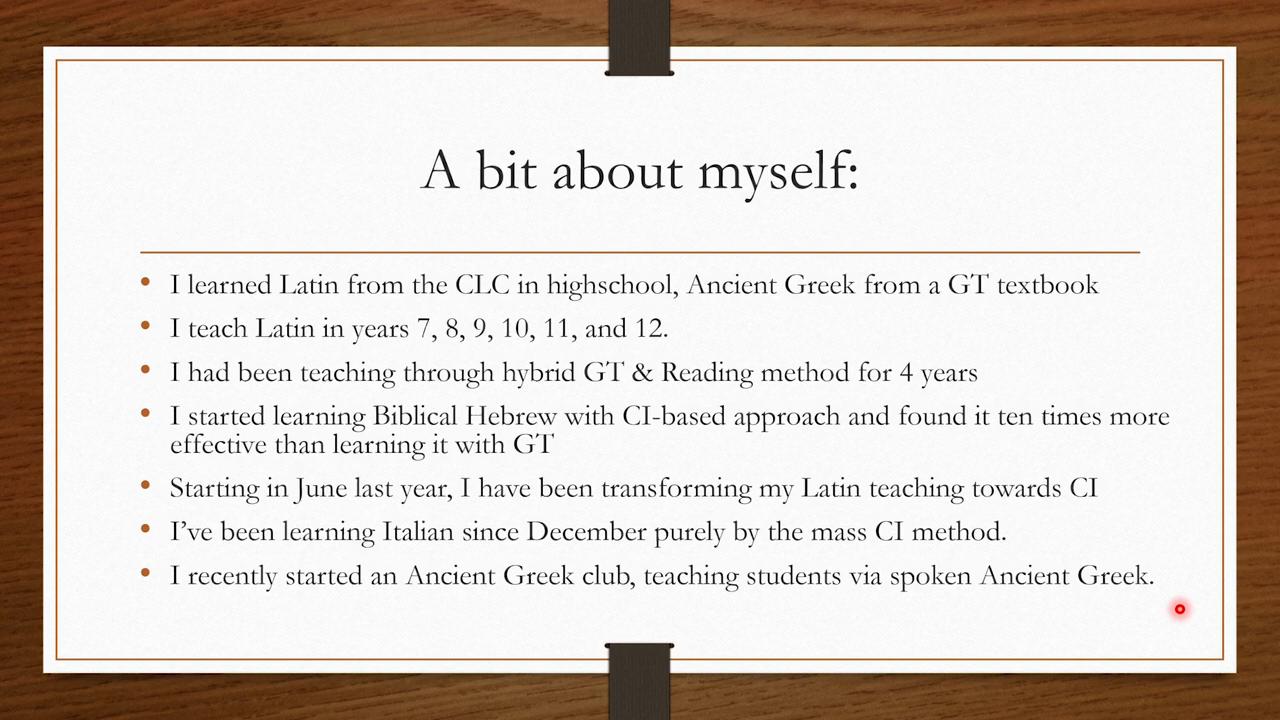 A bit about myself:
• I learned Latin from the CLC in highschool, Ancient Greek from a GT textbook
• I teach Latin in years 7, 8, 9, 10, 11, and 12.
• I had been teaching through hybrid GT & Reading method for 4 years
• I started learning Biblical Hebrew with CI-based approach and found it ten times more
effective than learning it with GT
• Starting in June last year, I have been transforming my Latin teaching towards CI
• I’ve been learning Italian since December purely by the mass CI method.
• I recently started an Ancient Greek club, teaching students via spoken Ancient Greek.